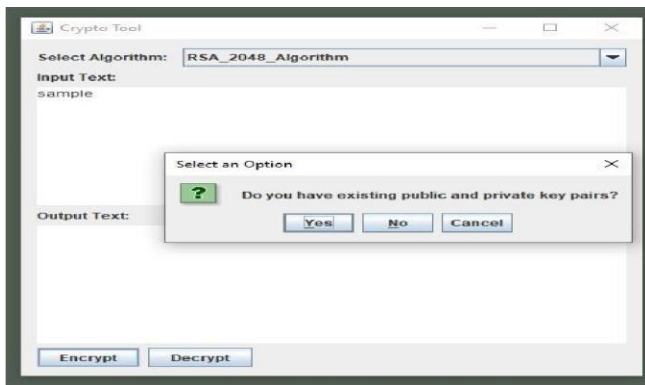 Crypto Tool
Select Algorithm: RSA_2048_Algorithm
Input Text:
sample
Select an Option
? Do you have existing public and private key pairs?
Yes No Cancel
Output Text:
Encrypt Decrypt